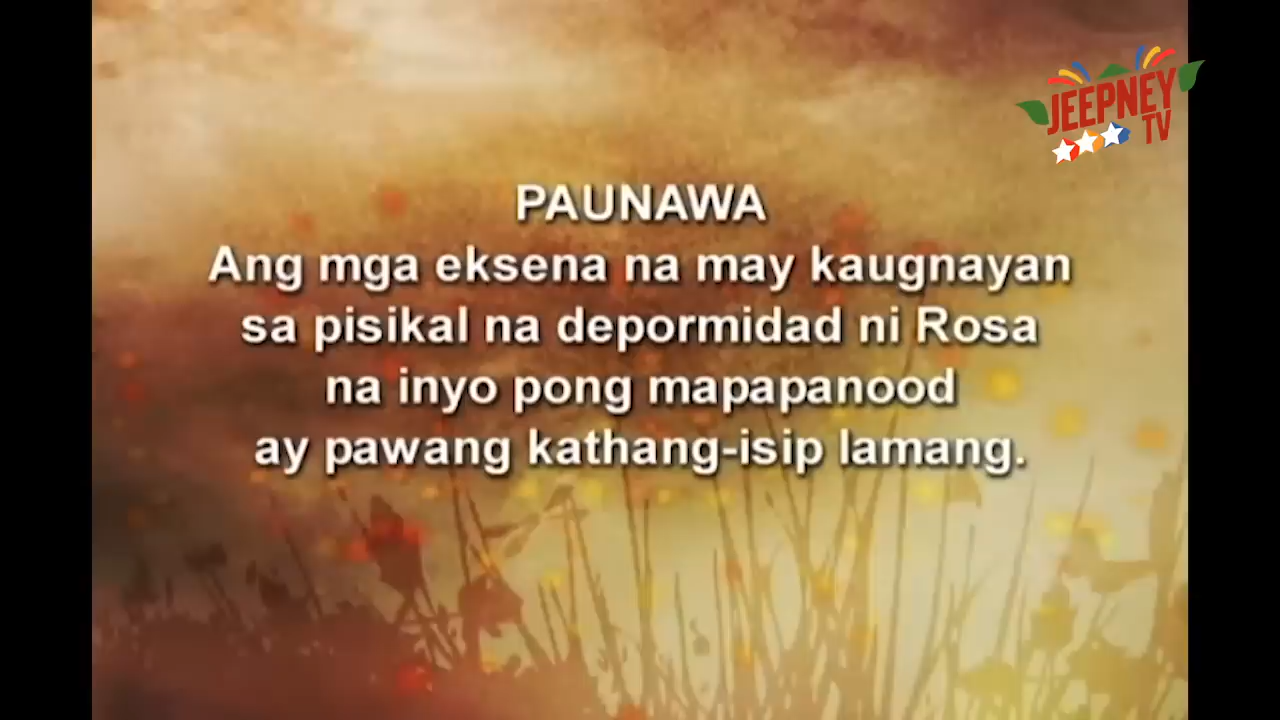 JEEPNEY
TV
PAUNAWA
Ang mga eksena na may kaugnayan
sa pisikal na depormidad ni Rosa
na inyo pong mapapanood
ay pawang kathang-isip lamang.